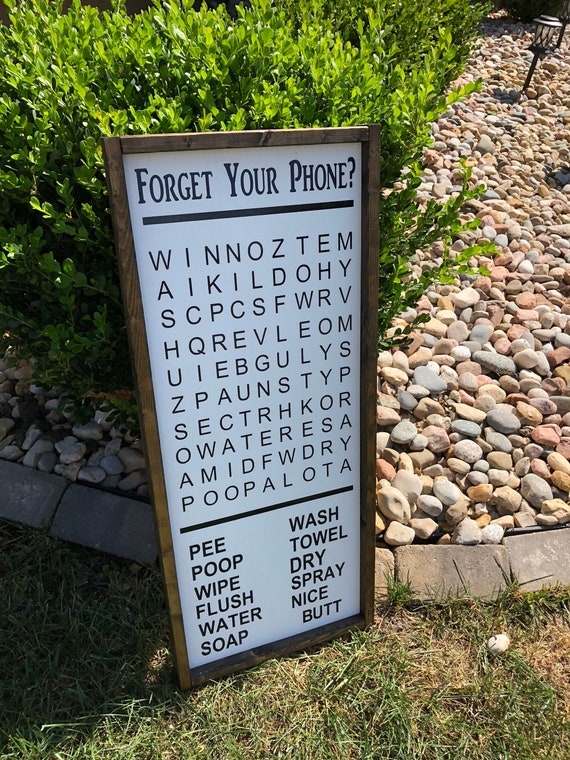 FORGET YOUR PHONE?
WINNOZTEM
AIKILDOHY
SCPCSFWRV
HQREVLEOM
UIEBGULYS
ZPAUNSTYP
SECTRHKOR
OWATERESA
AMIDFWDRY
POOPALOTA
PEE
POOP
WIPE
FLUSH
WATER
SOAP
WASH
TOWEL
DRY
SPRAY
NICE
BUTT